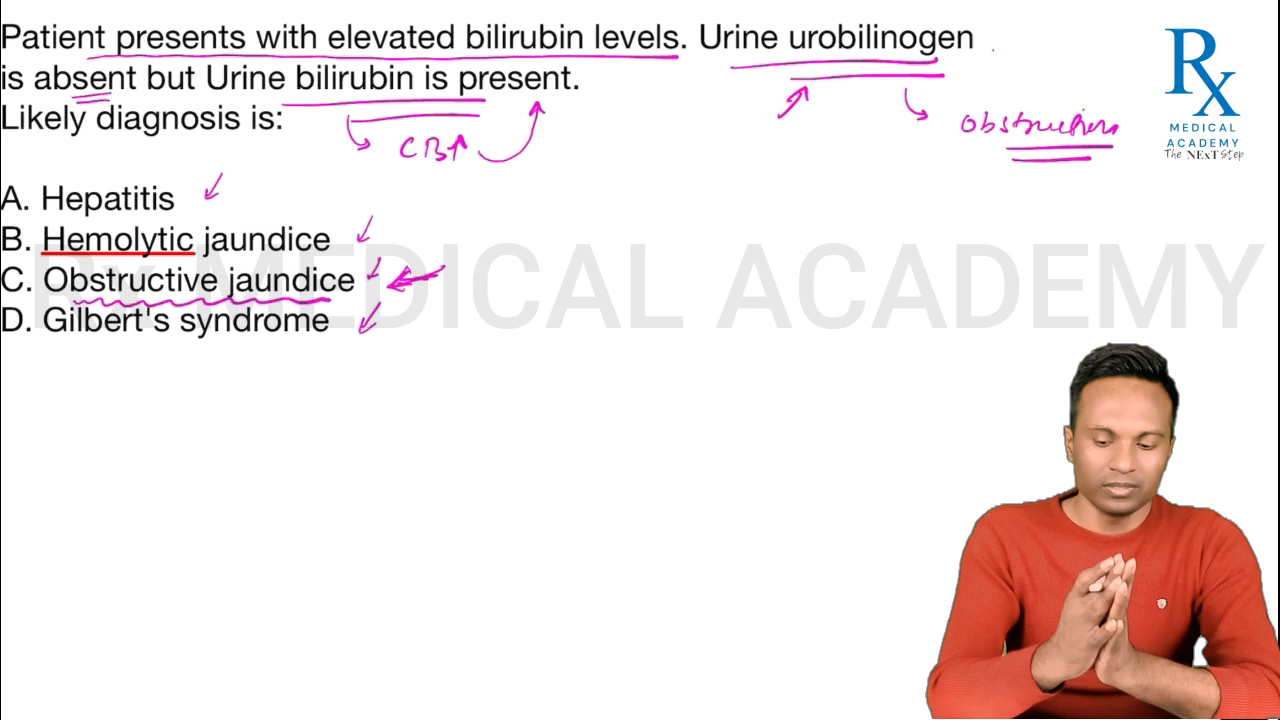 Patient presents with elevated bilirubin levels. Urine urobilinogen
is absent but Urine bilirubin is present.
Likely diagnosis is:
CB↑
Obstruction
A. Hepatitis
B. Hemolytic jaundice
C. Obstructive jaundice
D. Gilbert's syndrome
Rx
MEDICAL
ACADEMY
The NExT Step
Rx MEDICAL ACADEMY